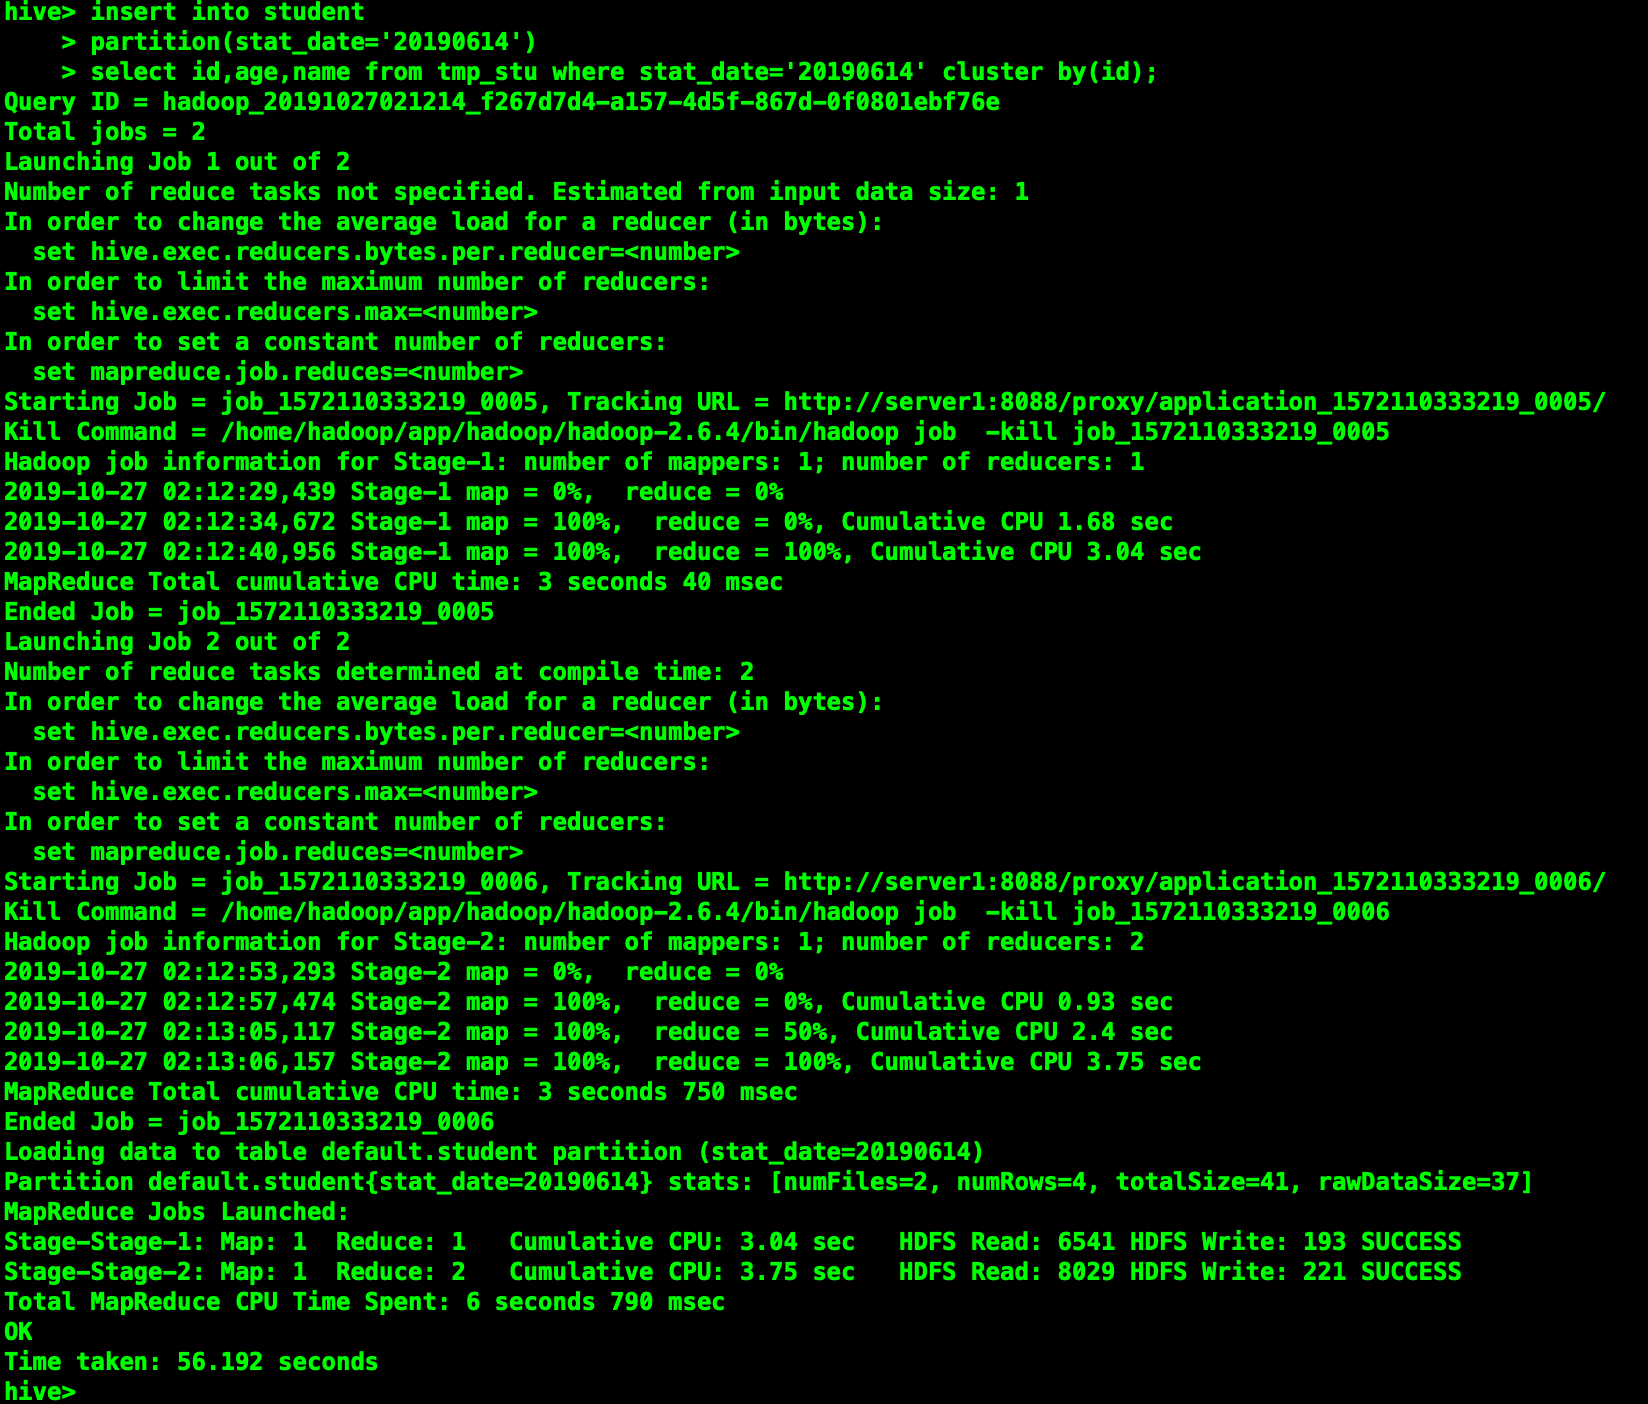 hive> insert into student
    > partition(stat_date='20190614')
    > select id,age,name from tmp_stu where stat_date='20190614' cluster by(id);
Query ID = hadoop_20191027021214_f267d7d4-a157-4d5f-867d-0f0801ebf76e
Total jobs = 2
Launching Job 1 out of 2
Number of reduce tasks not specified. Estimated from input data size: 1
In order to change the average load for a reducer (in bytes):
  set hive.exec.reducers.bytes.per.reducer=<number>
In order to limit the maximum number of reducers:
  set hive.exec.reducers.max=<number>
In order to set a constant number of reducers:
  set mapreduce.job.reduces=<number>
Starting Job = job_1572110333219_0005, Tracking URL = http://server1:8088/proxy/application_1572110333219_0005/
Kill Command = /home/hadoop/app/hadoop/hadoop-2.6.4/bin/hadoop job  -kill job_1572110333219_0005
Hadoop job information for Stage-1: number of mappers: 1; number of reducers: 1
2019-10-27 02:12:29,439 Stage-1 map = 0%,  reduce = 0%
2019-10-27 02:12:34,672 Stage-1 map = 100%,  reduce = 0%, Cumulative CPU 1.68 sec
2019-10-27 02:12:40,956 Stage-1 map = 100%,  reduce = 100%, Cumulative CPU 3.04 sec
MapReduce Total cumulative CPU time: 3 seconds 40 msec
Ended Job = job_1572110333219_0005
Launching Job 2 out of 2
Number of reduce tasks determined at compile time: 2
In order to change the average load for a reducer (in bytes):
  set hive.exec.reducers.bytes.per.reducer=<number>
In order to limit the maximum number of reducers:
  set hive.exec.reducers.max=<number>
In order to set a constant number of reducers:
  set mapreduce.job.reduces=<number>
Starting Job = job_1572110333219_0006, Tracking URL = http://server1:8088/proxy/application_1572110333219_0006/
Kill Command = /home/hadoop/app/hadoop/hadoop-2.6.4/bin/hadoop job  -kill job_1572110333219_0006
Hadoop job information for Stage-2: number of mappers: 1; number of reducers: 2
2019-10-27 02:12:53,293 Stage-2 map = 0%,  reduce = 0%
2019-10-27 02:12:57,474 Stage-2 map = 100%,  reduce = 0%, Cumulative CPU 0.93 sec
2019-10-27 02:13:05,117 Stage-2 map = 100%,  reduce = 50%, Cumulative CPU 2.4 sec
2019-10-27 02:13:06,157 Stage-2 map = 100%,  reduce = 100%, Cumulative CPU 3.75 sec
MapReduce Total cumulative CPU time: 3 seconds 750 msec
Ended Job = job_1572110333219_0006
Loading data to table default.student partition (stat_date=20190614)
Partition default.student{stat_date=20190614} stats: [numFiles=2, numRows=4, totalSize=41, rawDataSize=37]
MapReduce Jobs Launched:
Stage-Stage-1: Map: 1  Reduce: 1   Cumulative CPU: 3.04 sec   HDFS Read: 6541 HDFS Write: 193 SUCCESS
Stage-Stage-2: Map: 1  Reduce: 2   Cumulative CPU: 3.75 sec   HDFS Read: 8029 HDFS Write: 221 SUCCESS
Total MapReduce CPU Time Spent: 6 seconds 790 msec
OK
Time taken: 56.192 seconds
hive>